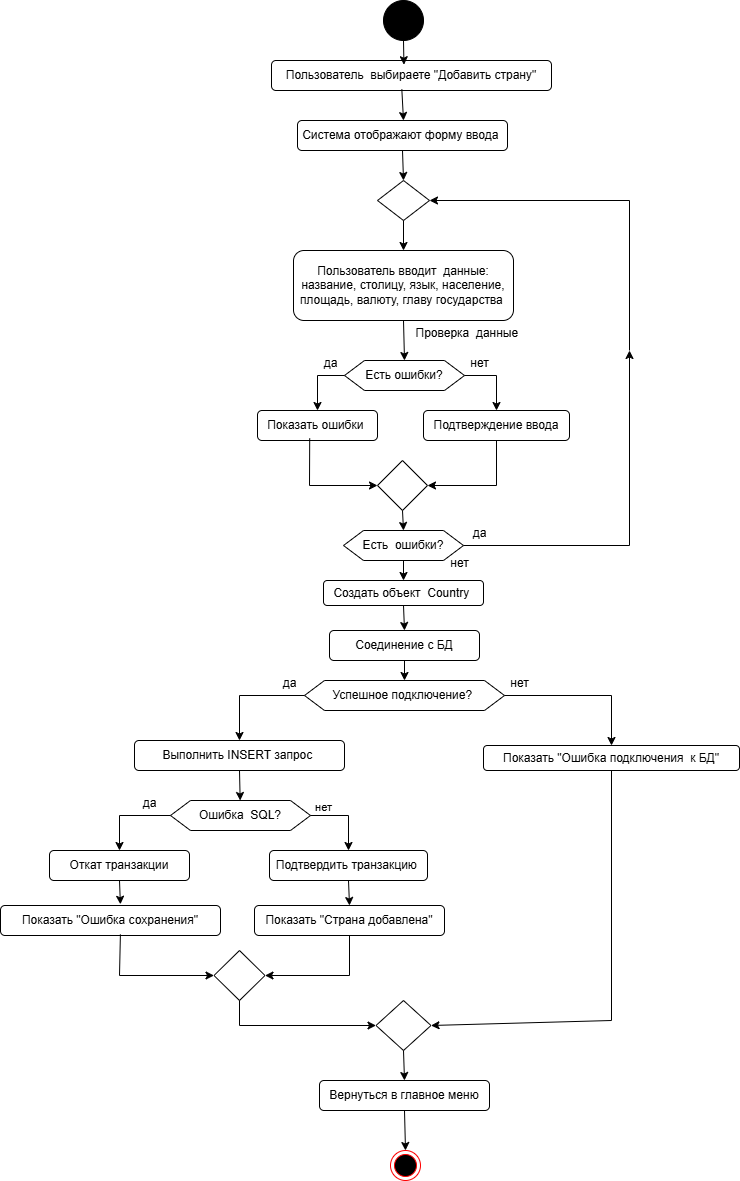 Пользователь выбираете "Добавить страну"
Система отображают форму ввода
Пользователь вводит данные:
название, столицу, язык, население,
площадь, валюту, главу государства
Проверка данные
да
нет
Есть ошибки?
Показать ошибки
Подтверждение ввода
Есть ошибки?
да
нет
Создать объект Country
Соединение с БД
да
Успешное подключение?
нет
Выполнить INSERT запрос
Показать "Ошибка подключения к БД"
да
Ошибка SQL?
нет
Откат транзакции
Подтвердить транзакцию
Показать "Ошибка сохранения"
Показать "Страна добавлена"
Вернуться в главное меню